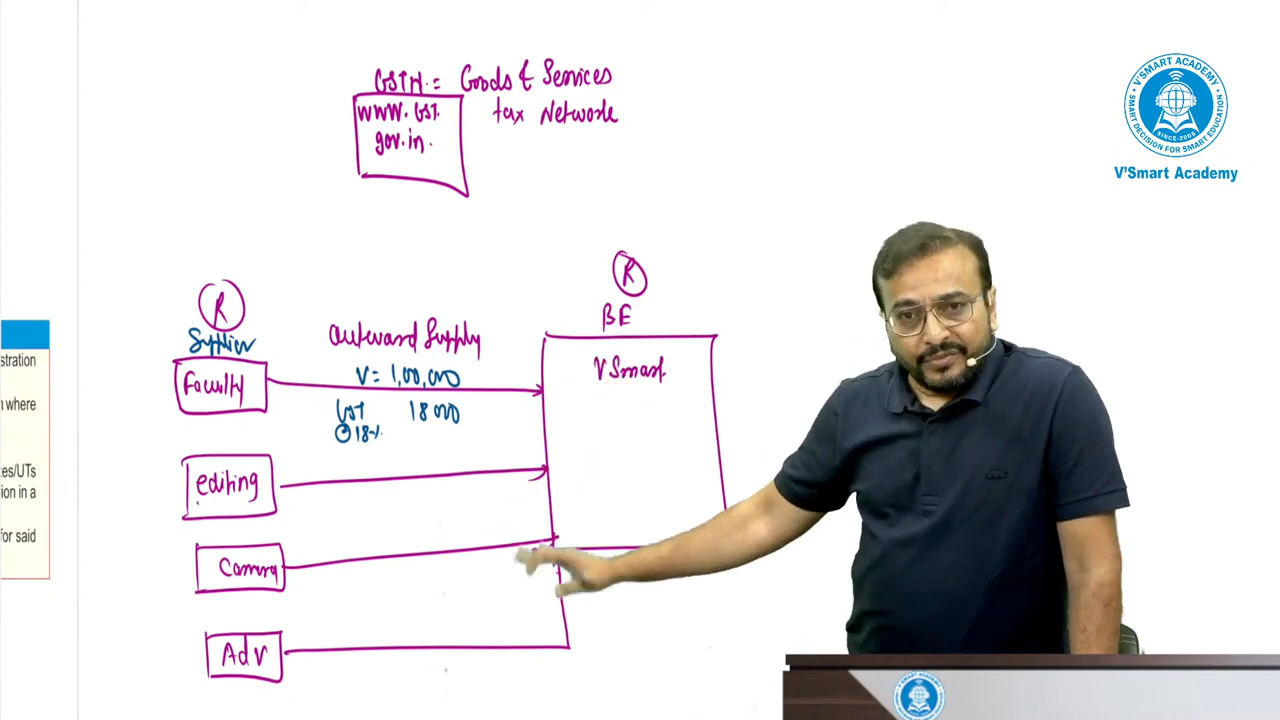 GSTN = Goods & Services
tax Network
www.GST.
gov.in.
V'SMART ACADEMY
SINCE-2008
SMART DECISION FOR SMART EDUCATION
V'Smart Academy
R
R
BE
Supplier
Outward Supply
Faculty
V = 1,00,000
V Smart
GST 18000
@18%
editing
Camera
Adv
stration
n where
tes/UTs
ion in a
for said